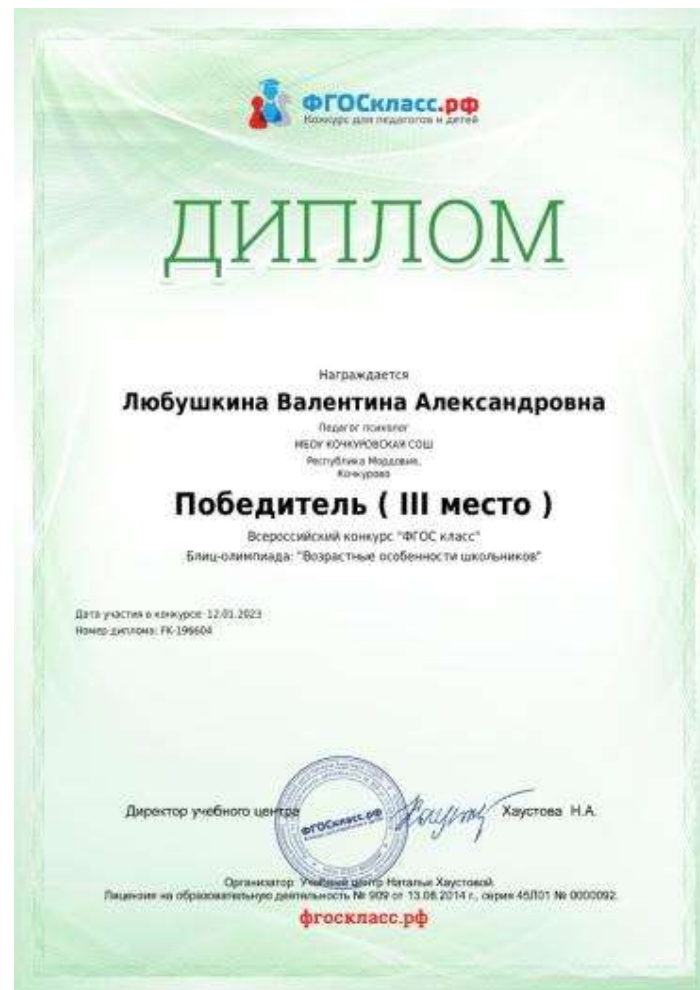 ФГОСкласс.рф
Конкурс для педагогов и детей
ДИПЛОМ
Награждается
Любушкина Валентина Александровна
Педагог психолог
МБОУ КОЧКУРОВСКАЯ СОШ
Республика Мордовия,
Кочкурово
Победитель ( III место )
Всероссийский конкурс "ФГОС класс"
Блиц-олимпиада: "Возрастные особенности школьников"
Дата участия в конкурсе: 12.01.2023
Номер диплома: FK-196604
Директор учебного центра
ФГОСкласс.рф
Хаустова Н.А.
Организатор: Учебный центр Натальи Хаустовой.
Лицензия на образовательную деятельность № 909 от 13.08.2014 г., серия 45Л01 № 0000092.
фгоскласс.рф